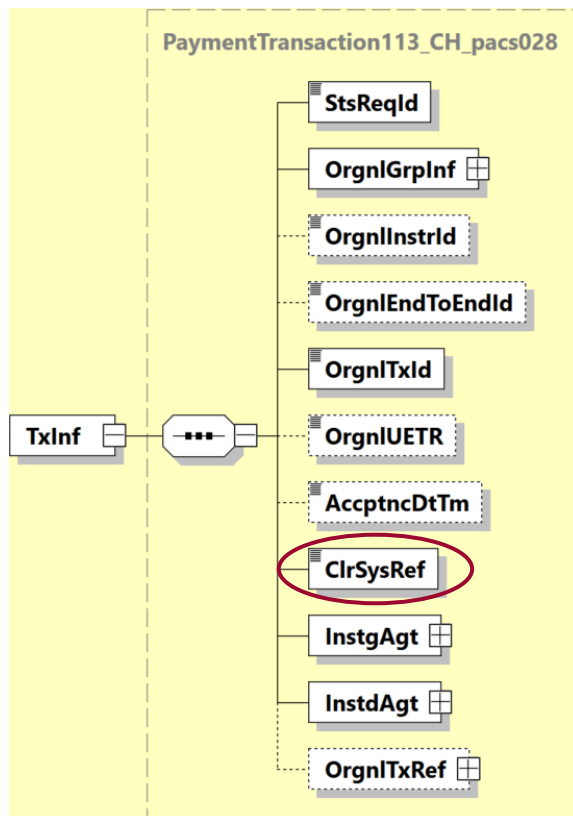 PaymentTransaction113_CH_pacs028
StsReqId
OrgnlGrpInf
OrgnlInstrId
OrgnlEndToEndId
OrgnlTxId
TxInf
OrgnlUETR
AccptncDtTm
ClrSysRef
InstgAgt
InstdAgt
OrgnlTxRef